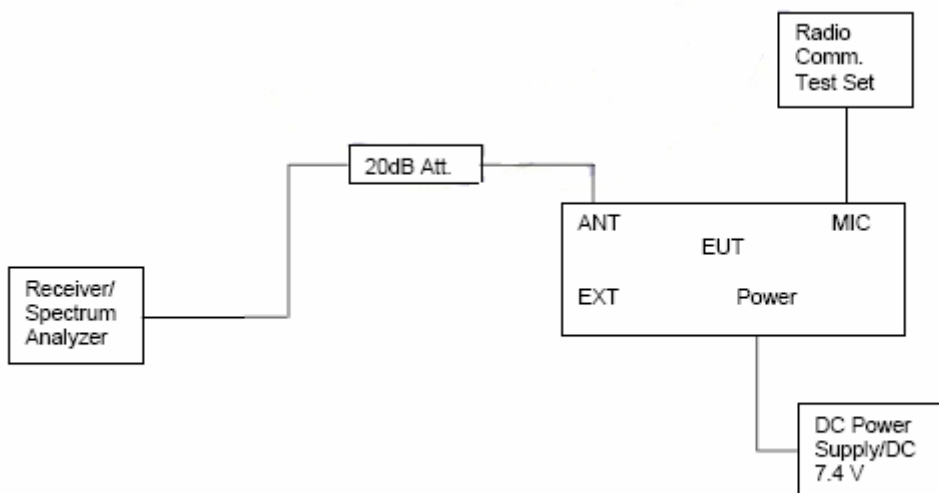 Radio
Comm.
Test Set
20dB Att.
ANT
MIC
EUT
EXT
Power
Receiver/
Spectrum
Analyzer
DC Power
Supply/DC
7.4 V